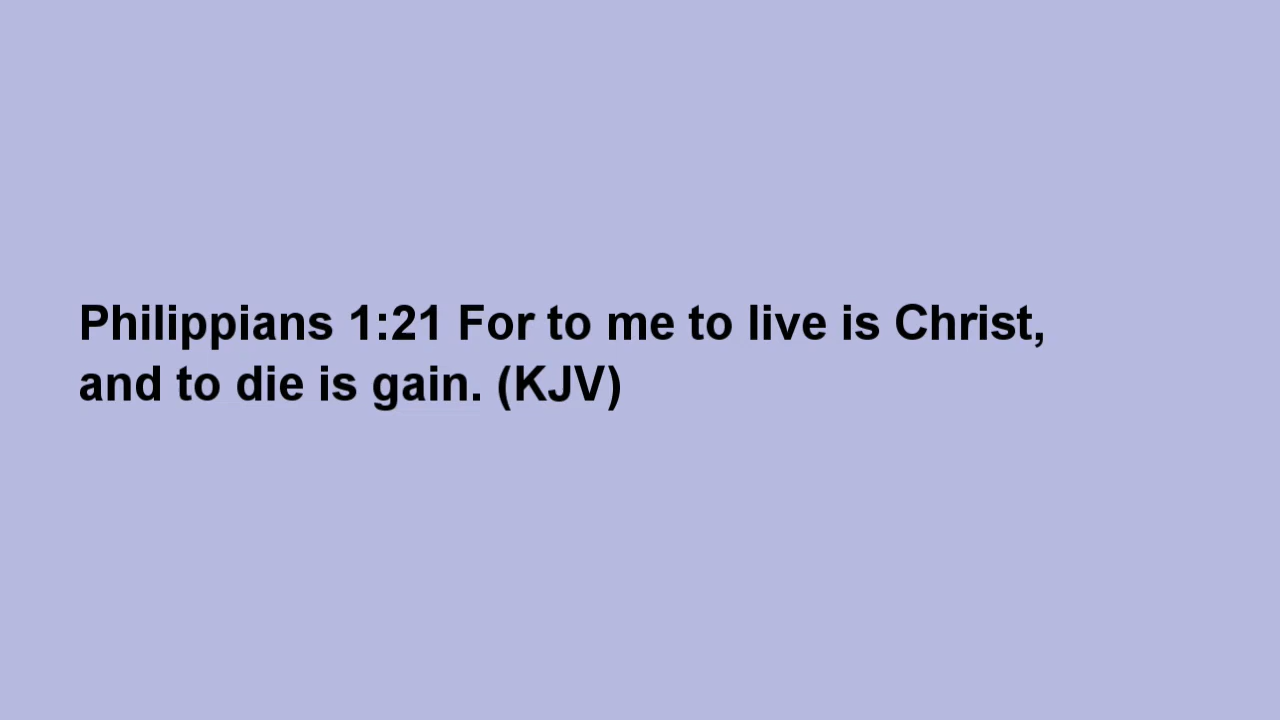 Philippians 1:21 For to me to live is Christ,
and to die is gain. (KJV)